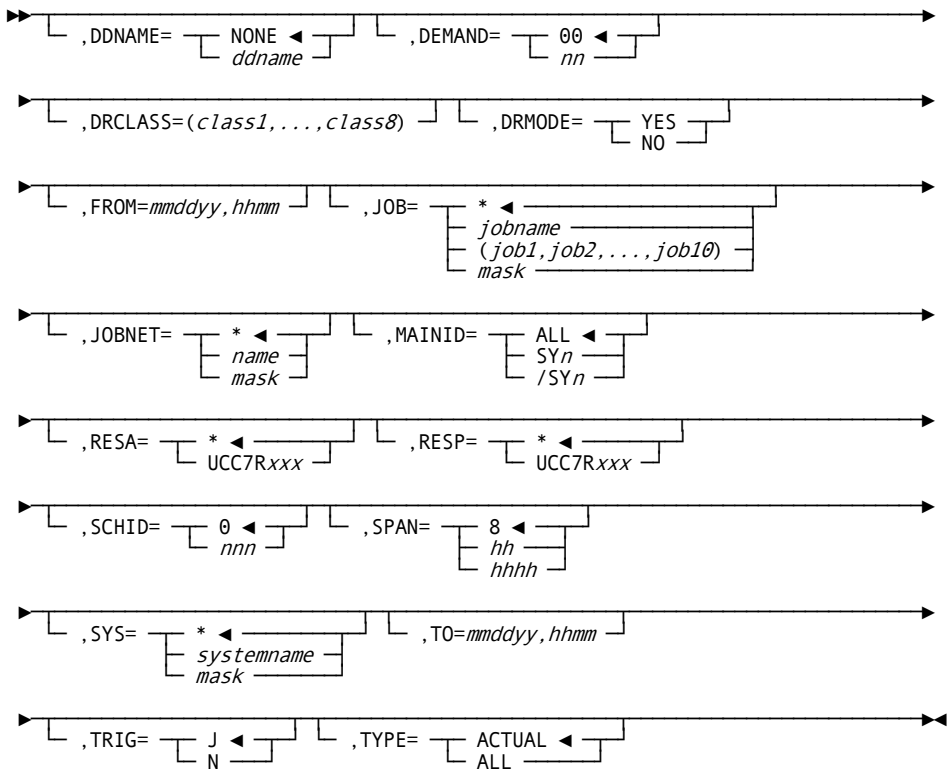 ,DDNAME= NONE ,DEMAND= 00
ddname nn
,DRCLASS=(class1,...,class8) ,DRMODE= YES
NO
,FROM=mmddyy,hhmm ,JOB= *
jobname
(job1,job2,...,job10)
mask
,JOBNET= * ,MAINID= ALL
name SYn
mask /SYn
,RESA= * ,RESP= *
UCC7Rxxx UCC7Rxxx
,SCHID= 0 ,SPAN= 8
nnn hh
hhhh
,SYS= * ,TO=mmddyy,hhmm
systemname
mask
,TRIG= J ,TYPE= ACTUAL
N ALL